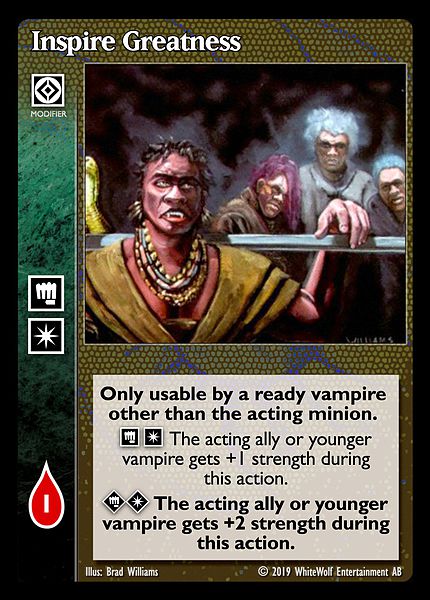 Inspire Greatness
MODIFIER
WILLIAMS
Only usable by a ready vampire
other than the acting minion.
The acting ally or younger
vampire gets +1 strength during
this action.
The acting ally or younger
vampire gets +2 strength during
this action.
1
Illus: Brad Williams
© 2019 WhiteWolf Entertainment AB